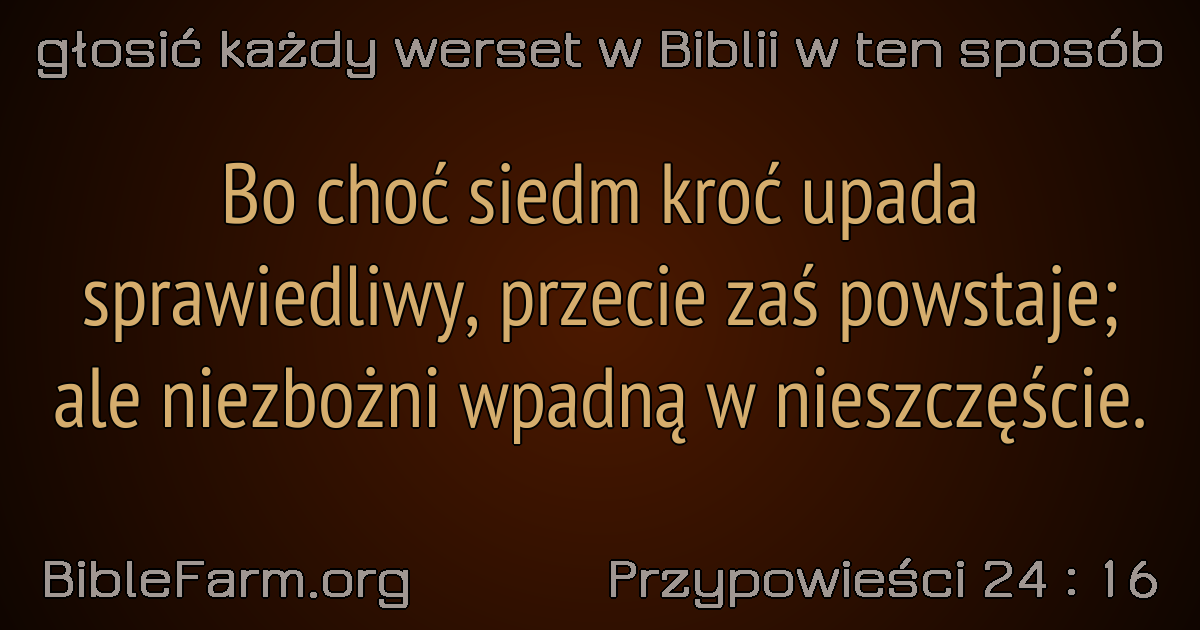 głosić każdy werset w Biblii w ten sposób
Bo choć siedm kroć upada
sprawiedliwy, przecie zaś powstaje;
ale niezbożni wpadną w nieszczęście.
BibleFarm.org
Przypowieści 24 : 16